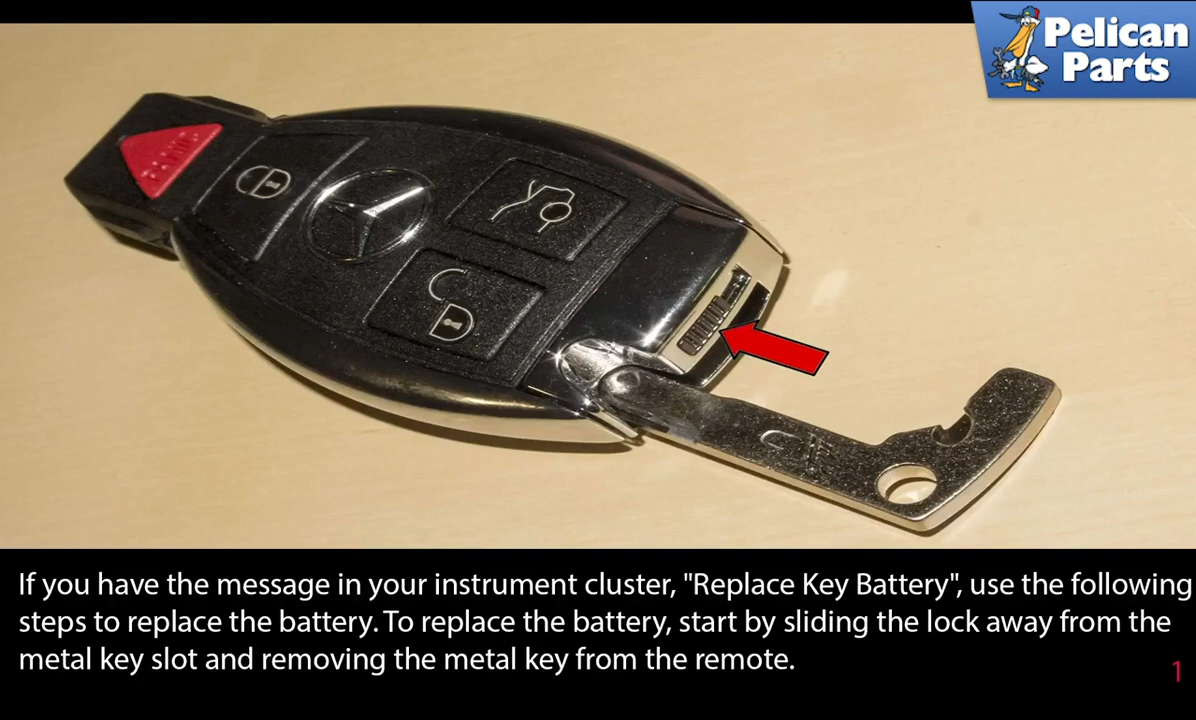 Pelican
Parts
PANIC
If you have the message in your instrument cluster, "Replace Key Battery", use the following
steps to replace the battery. To replace the battery, start by sliding the lock away from the
metal key slot and removing the metal key from the remote.
1